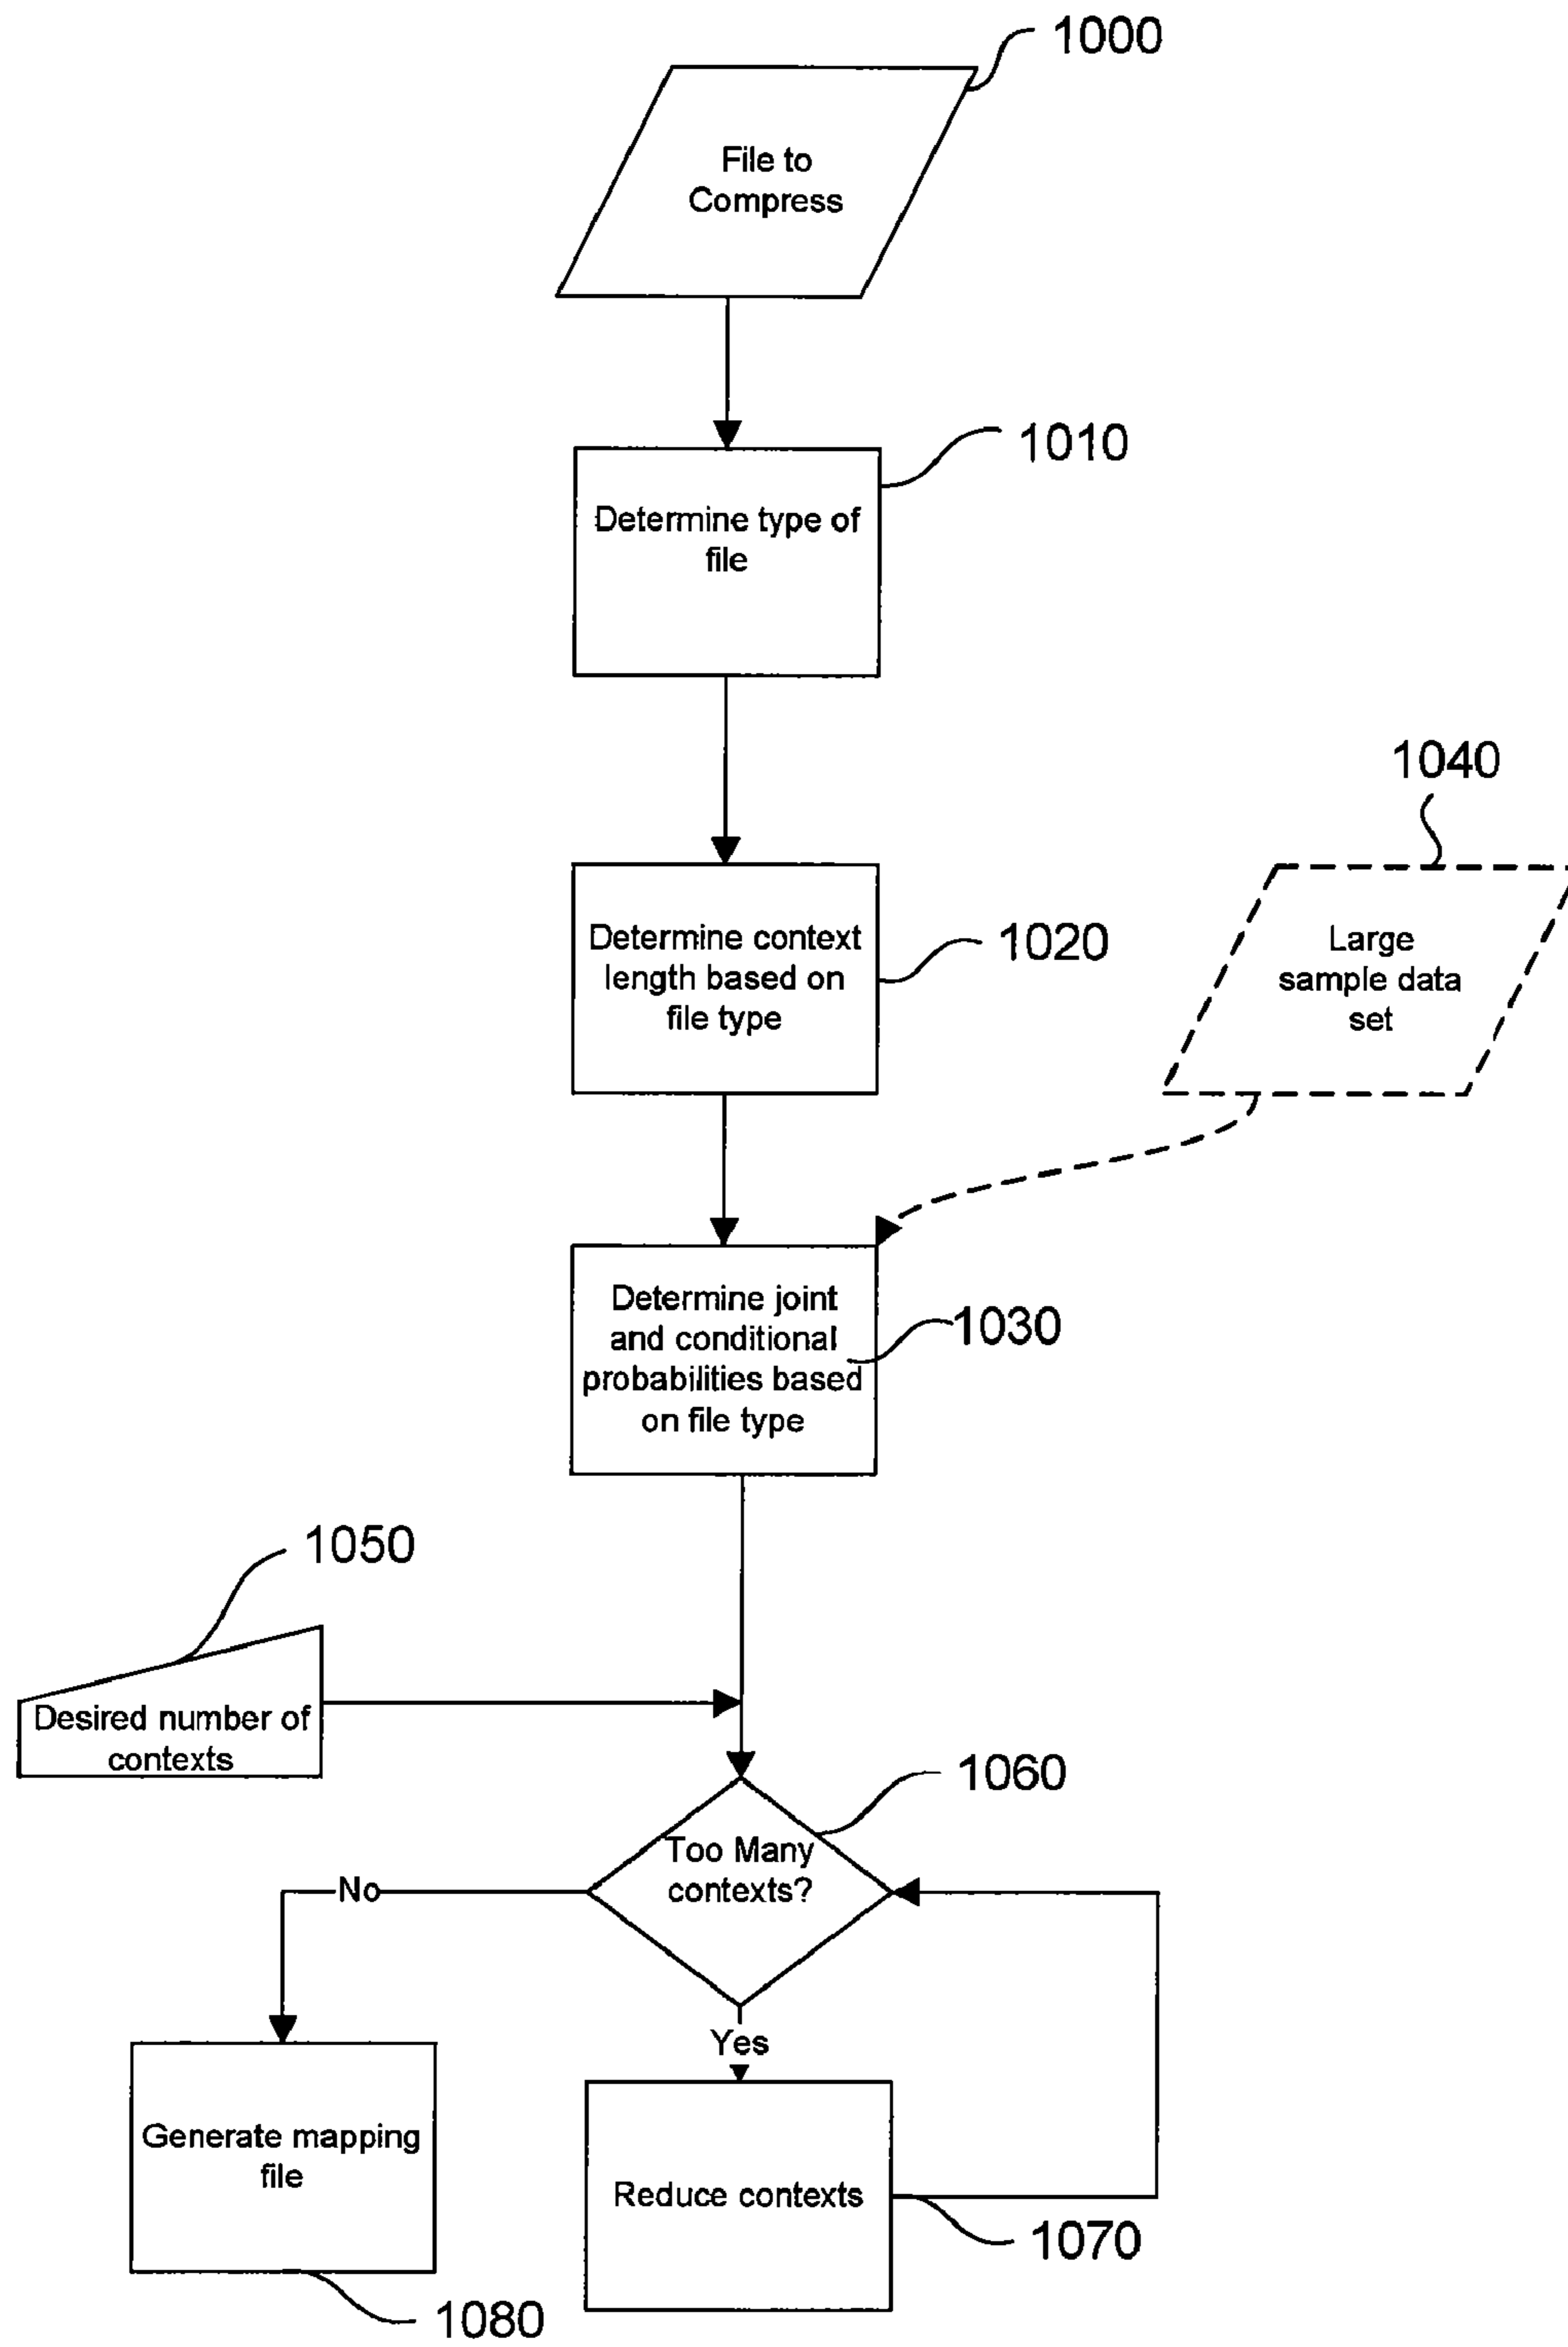 1000
File to
Compress
1010
Determine type of
file
1040
Determine context
length based on
file type
1020
Large
sample data
set
Determine joint
and conditional
probabilities based
on file type
1030
1050
Desired number of
contexts
1060
Too Many
contexts?
No
Yes
Generate mapping
file
Reduce contexts
1070
1080